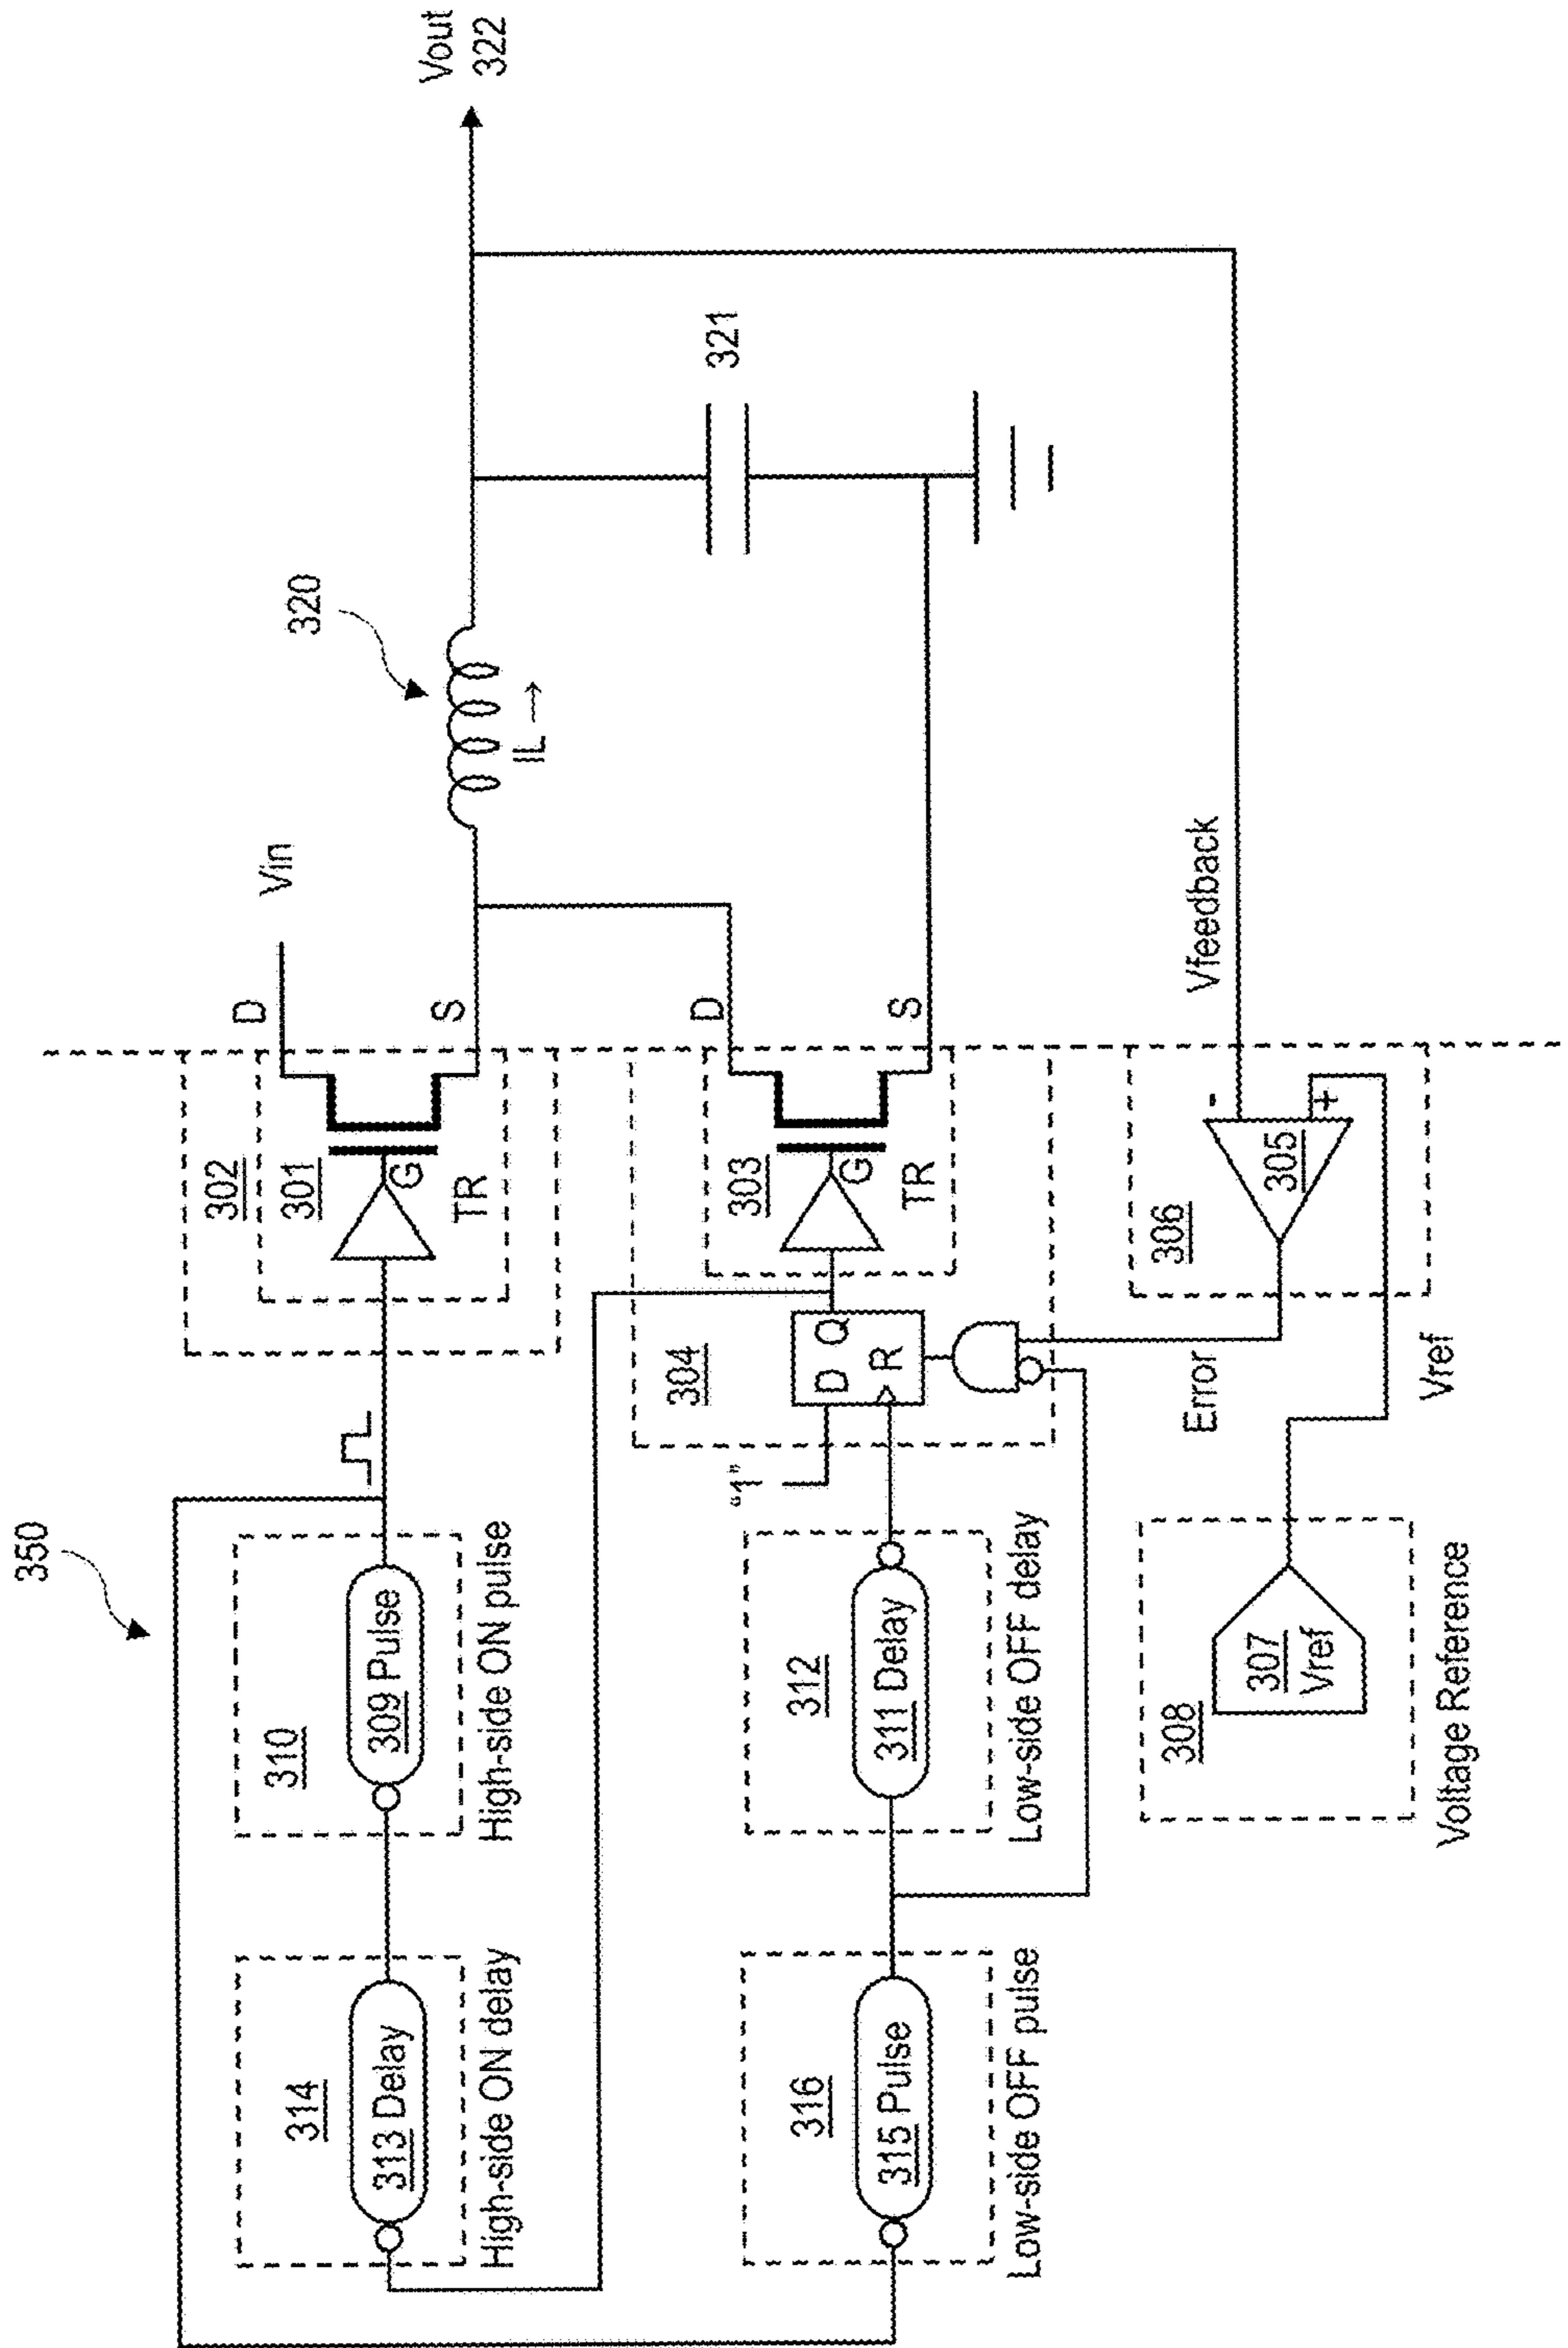 350
314
313 Delay
High-side ON delay
310
309 Pulse
High-side ON pulse
302
301
G
TR
D
S
Vin
320
IL →
Vout
322
321
316
315 Pulse
Low-side OFF pulse
312
311 Delay
Low-side OFF delay
"1"
304
D Q
R
303
G
TR
D
S
308
307
Vref
Voltage Reference
Error
Vref
306
305
-
+
Vfeedback